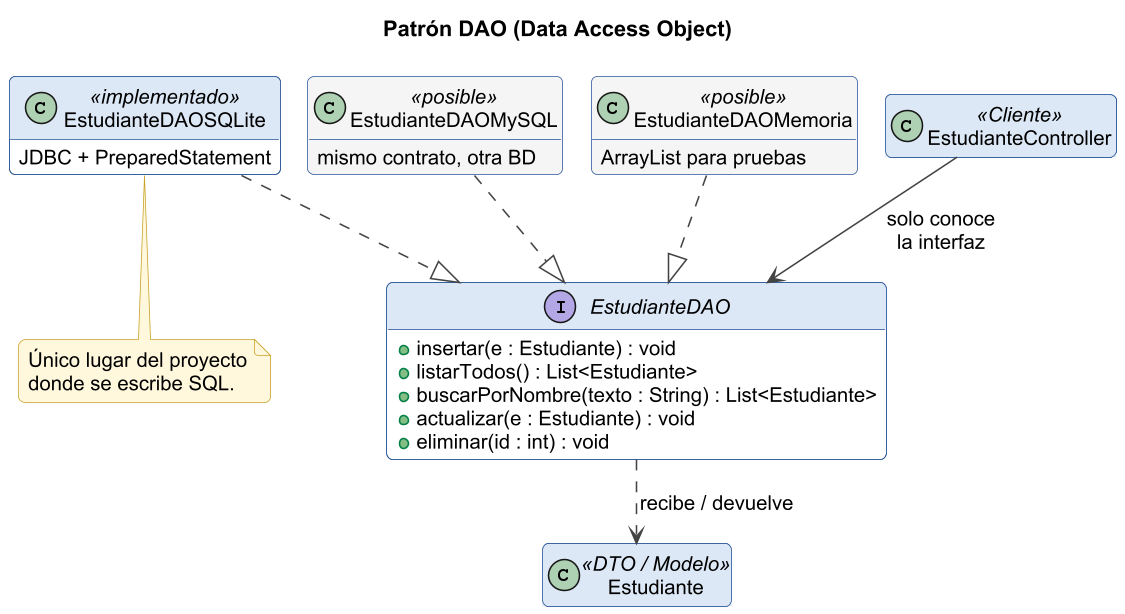 Patrón DAO (Data Access Object)
C
«implementado»
EstudianteDAOSQLite
JDBC + PreparedStatement
C
«posible»
EstudianteDAOMySQL
mismo contrato, otra BD
C
«posible»
EstudianteDAOMemoria
ArrayList para pruebas
C
«Cliente»
EstudianteController
solo conoce
la interfaz
Único lugar del proyecto
donde se escribe SQL.
I
EstudianteDAO
insertar(e : Estudiante) : void
listarTodos() : List<Estudiante>
buscarPorNombre(texto : String) : List<Estudiante>
actualizar(e : Estudiante) : void
eliminar(id : int) : void
recibe / devuelve
C
«DTO / Modelo»
Estudiante